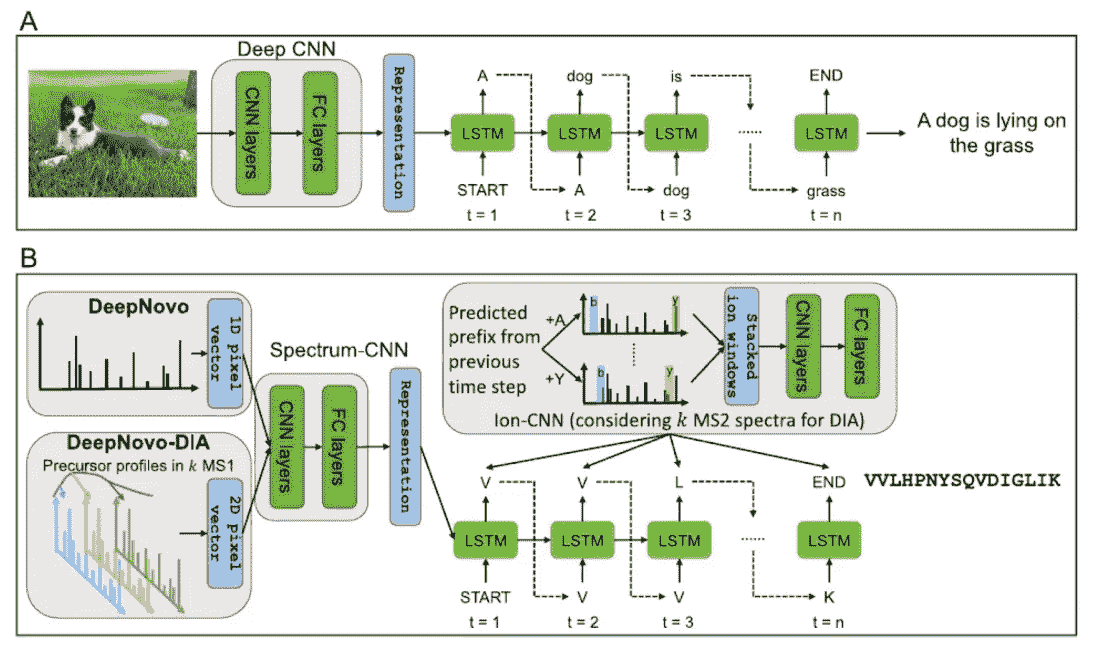 A
Deep CNN
CNN layers
FC layers
Representation
A
dog
is
END
LSTM
LSTM
LSTM
......
LSTM
START
A
dog
grass
t = 1
t = 2
t = 3
t = n
A dog is lying on
the grass
B
DeepNovo
1D pixel
vector
DeepNovo-DIA
Precursor profiles in k MS1
2D pixel
vector
Spectrum-CNN
CNN layers
FC layers
Representation
Predicted
prefix from
previous
time step
+A
+Y
b
y
......
b
y
Stacked
ion windows
CNN layers
FC layers
Ion-CNN (considering k MS2 spectra for DIA)
V
V
L
END
VVLHPNYSQVDIGLIK
LSTM
LSTM
LSTM
......
LSTM
START
V
V
K
t = 1
t = 2
t = 3
t = n